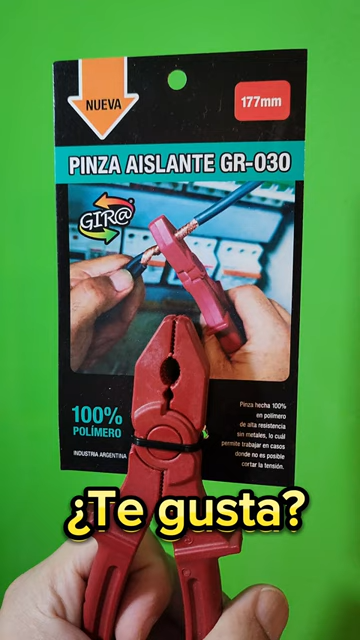 NUEVA
177mm
PINZA AISLANTE GR-030
GIR@
100%
POLÍMERO
INDUSTRIA ARGENTINA
Pinza hecha 100%
en polímero
de alta resistencia
sin metales, lo cuál
permite trabajar en casos
donde no es posible
cortar la tensión.
¿Te gusta?